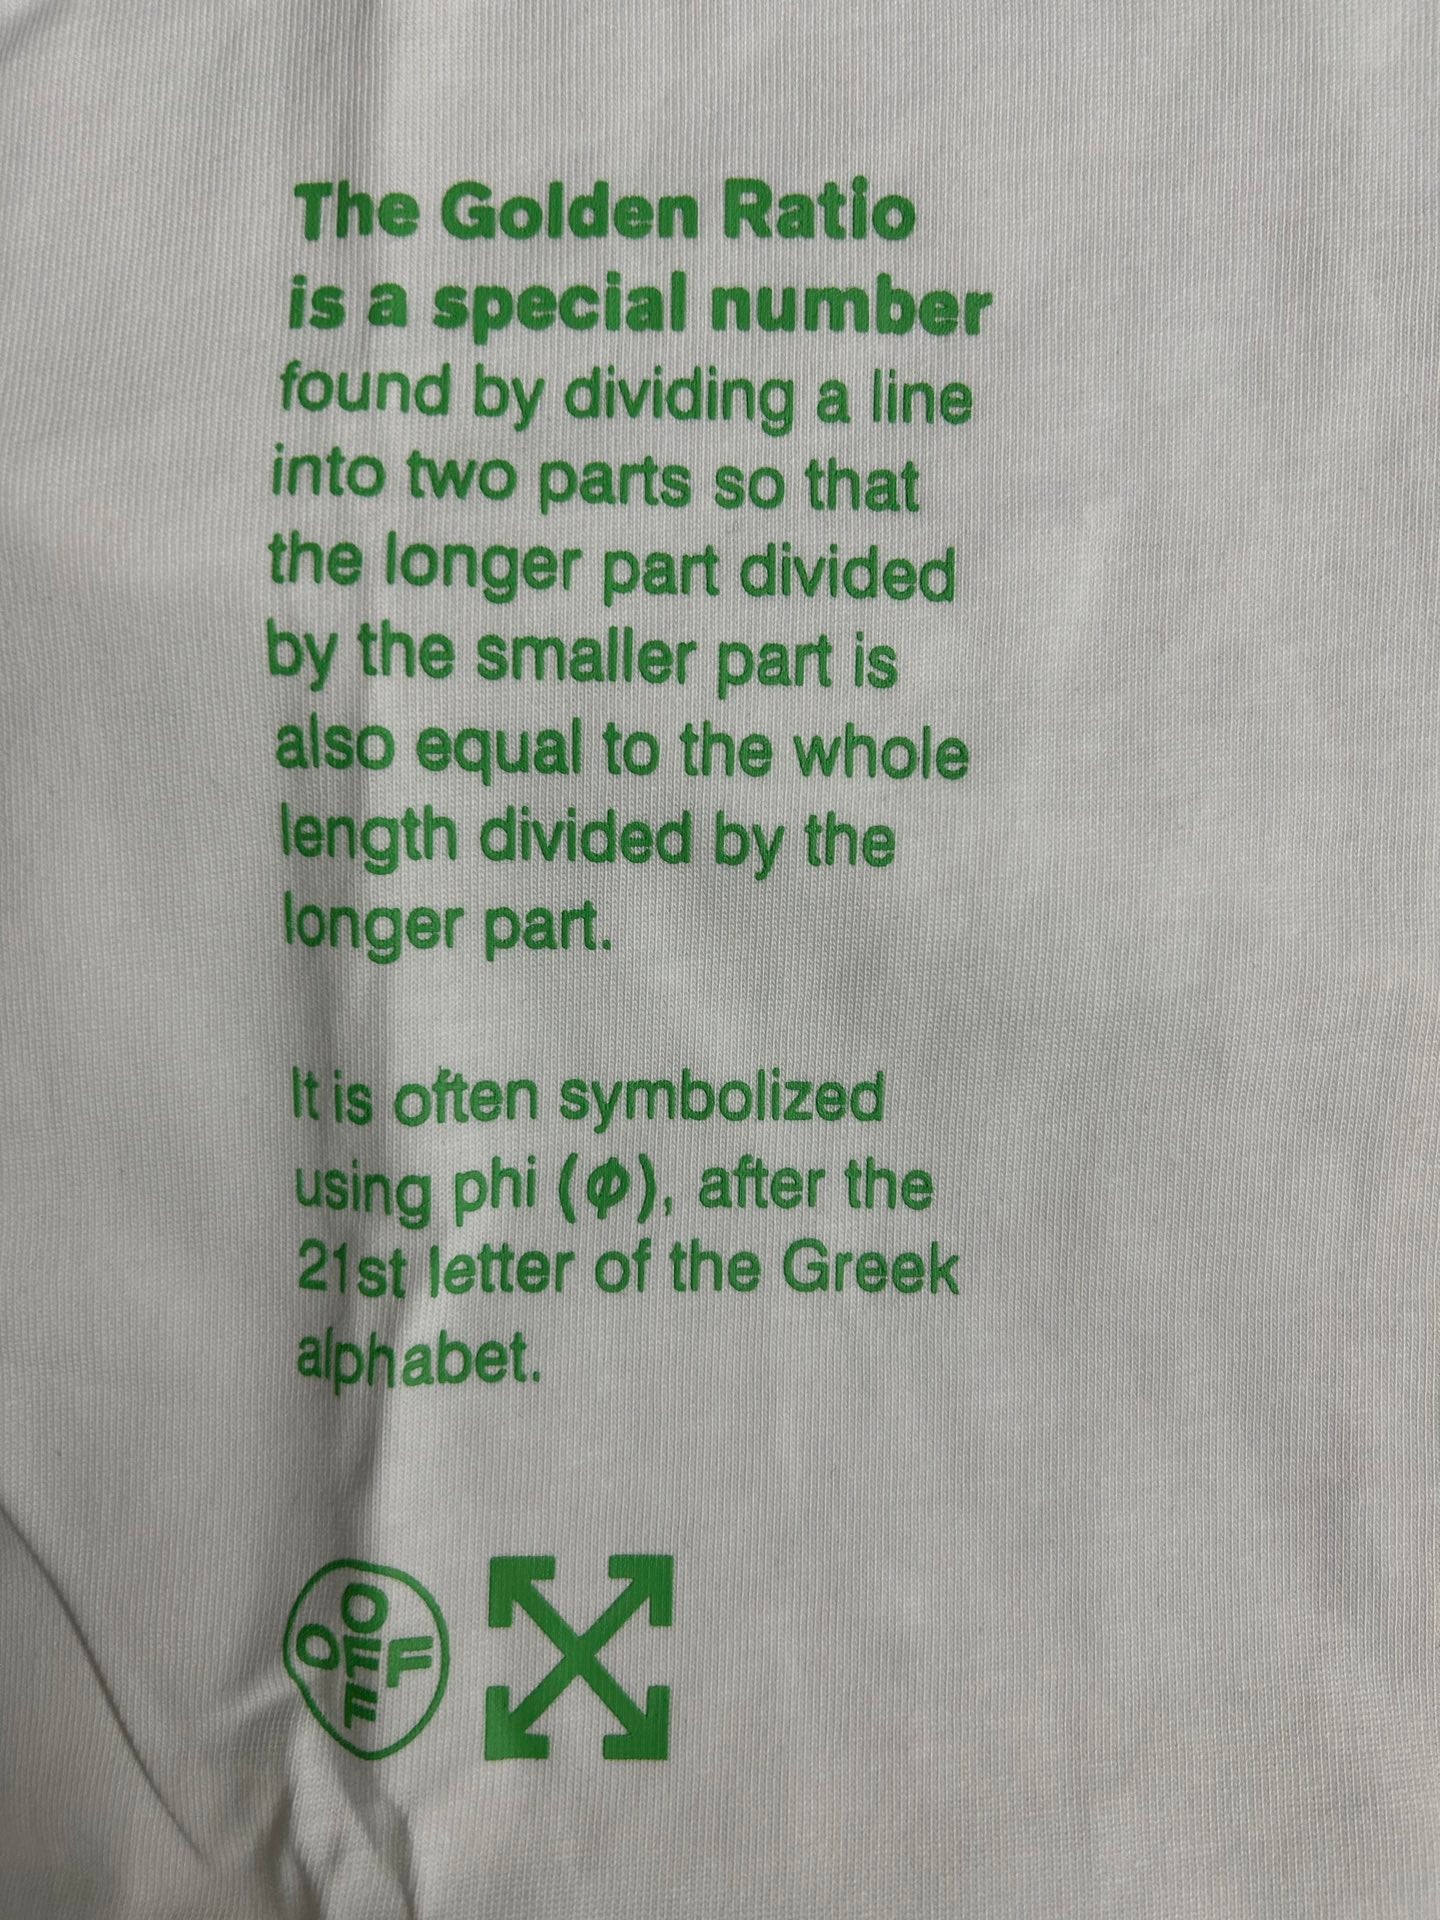 The Golden Ratio
is a special number
found by dividing a line
into two parts so that
the longer part divided
by the smaller part is
also equal to the whole
length divided by the
longer part.
It is often symbolized
using phi (ϕ), after the
21st letter of the Greek
alphabet.
OFF
OFF